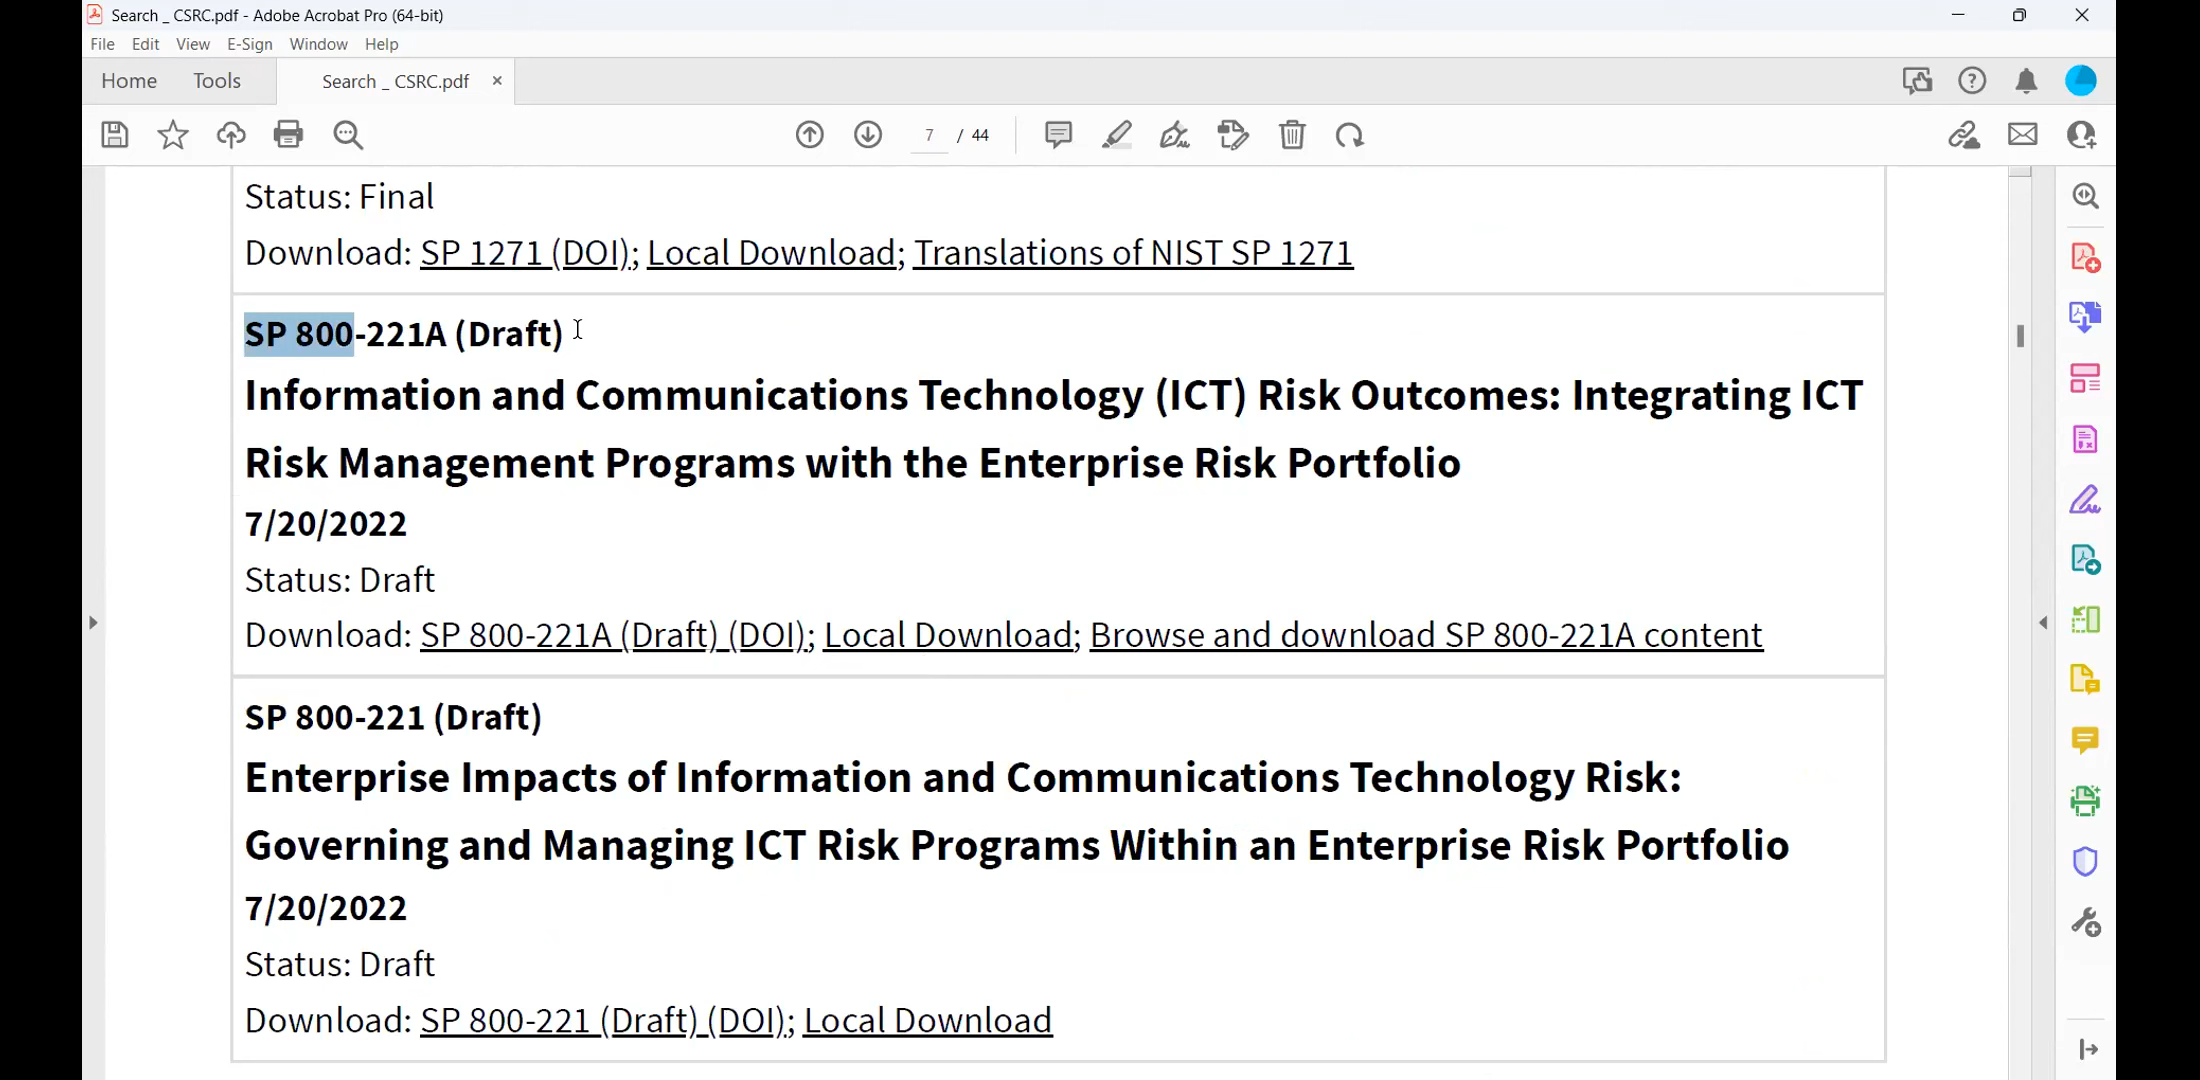 Search _ CSRC.pdf - Adobe Acrobat Pro (64-bit)
File Edit View E-Sign Window Help
Home Tools Search _ CSRC.pdf ×
7 / 44
Status: Final
Download: SP 1271 (DOI); Local Download; Translations of NIST SP 1271
SP 800-221A (Draft)
Information and Communications Technology (ICT) Risk Outcomes: Integrating ICT
Risk Management Programs with the Enterprise Risk Portfolio
7/20/2022
Status: Draft
Download: SP 800-221A (Draft) (DOI); Local Download; Browse and download SP 800-221A content
SP 800-221 (Draft)
Enterprise Impacts of Information and Communications Technology Risk:
Governing and Managing ICT Risk Programs Within an Enterprise Risk Portfolio
7/20/2022
Status: Draft
Download: SP 800-221 (Draft) (DOI); Local Download